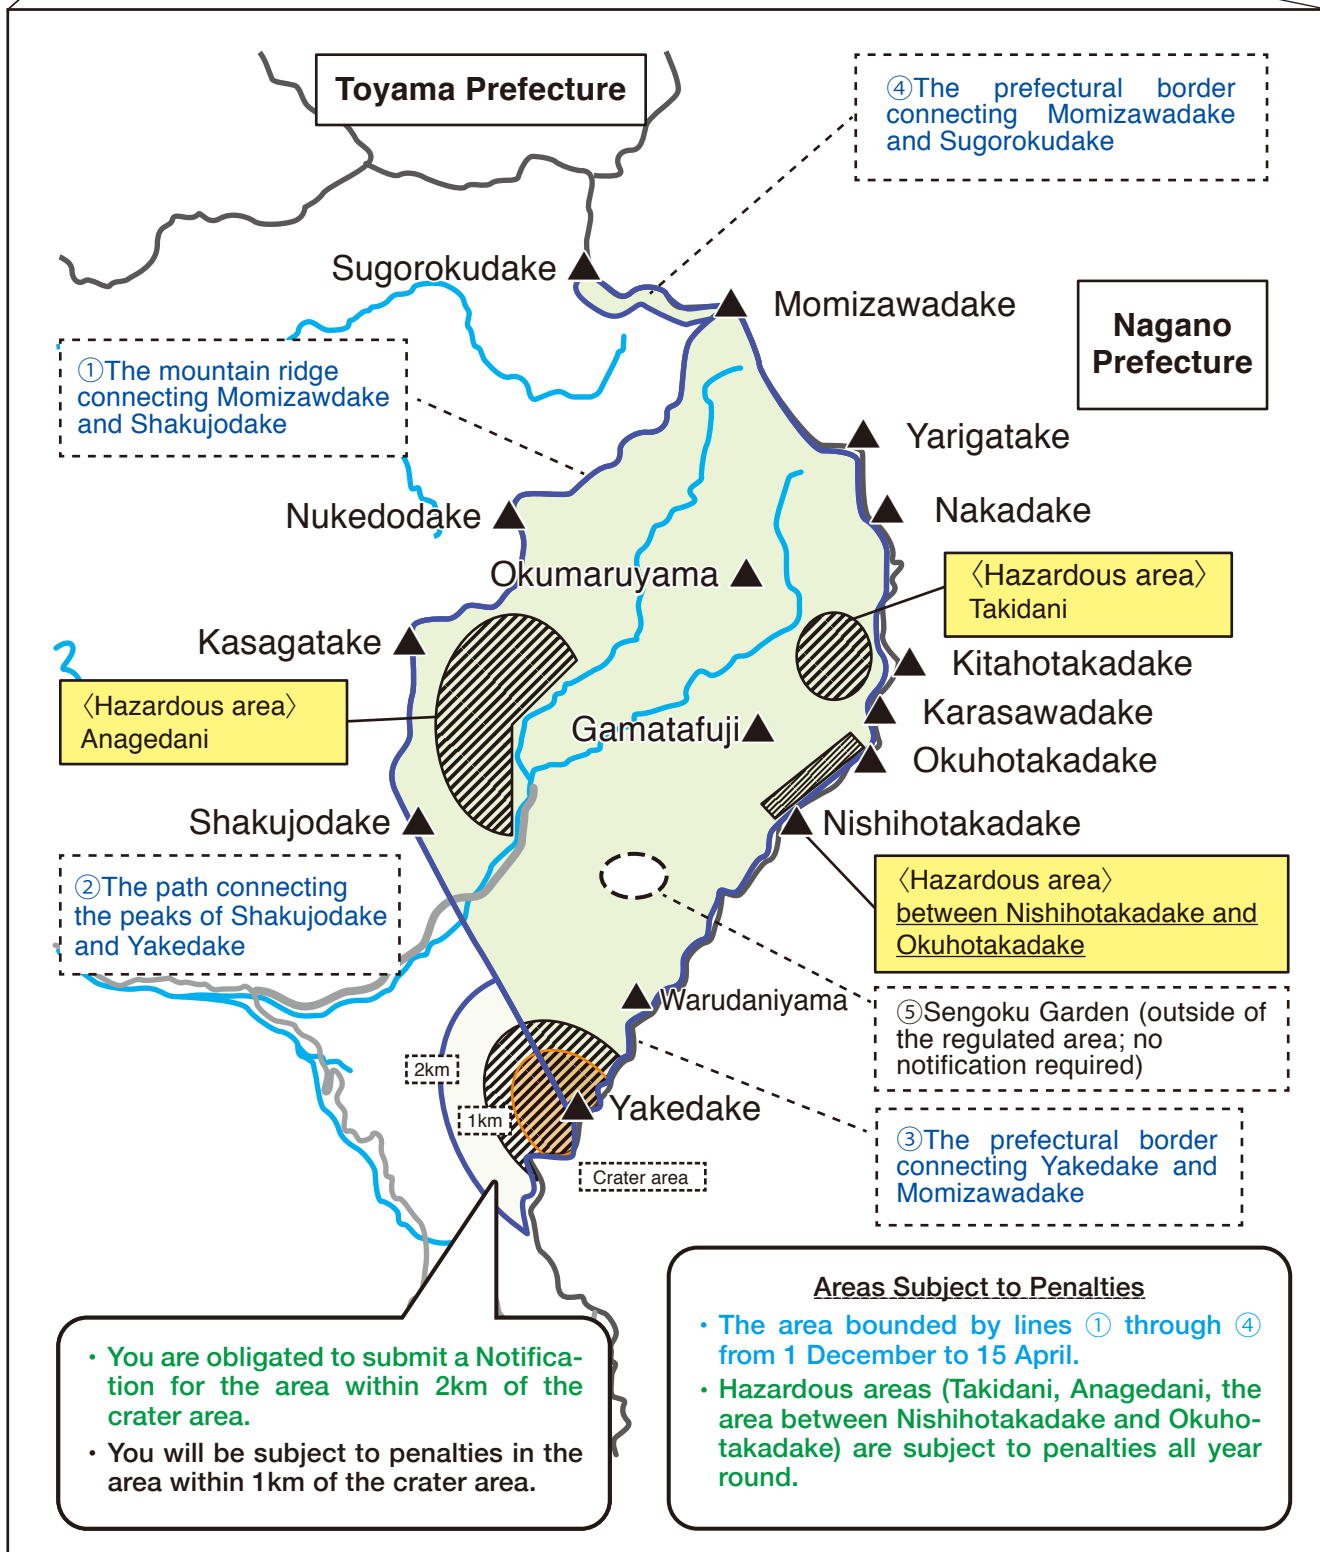 Toyama Prefecture
④The prefectural border
connecting Momizawadake
and Sugorokudake
Sugorokudake
Momizawadake
Nagano
Prefecture
①The mountain ridge
connecting Momizawdake
and Shakujodake
Yarigatake
Nukedodake
Nakadake
Okumaruyama
〈Hazardous area〉
Takidani
Kasagatake
Kitahotakadake
〈Hazardous area〉
Anagedani
Karasawadake
Gamatafuji
Okuhotakadake
Shakujodake
Nishihotakadake
②The path connecting
the peaks of Shakujodake
and Yakedake
〈Hazardous area〉
between Nishihotakadake and
Okuhotakadake
Warudaniyama
⑤Sengoku Garden (outside of
the regulated area; no
notification required)
2km
1km
Yakedake
③The prefectural border
connecting Yakedake and
Momizawadake
Crater area
・You are obligated to submit a Notifica-
tion for the area within 2km of the
crater area.
・You will be subject to penalties in the
area within 1km of the crater area.
Areas Subject to Penalties
・The area bounded by lines ① through ④
from 1 December to 15 April.
・Hazardous areas (Takidani, Anagedani, the
area between Nishihotakadake and Okuho-
takadake) are subject to penalties all year
round.